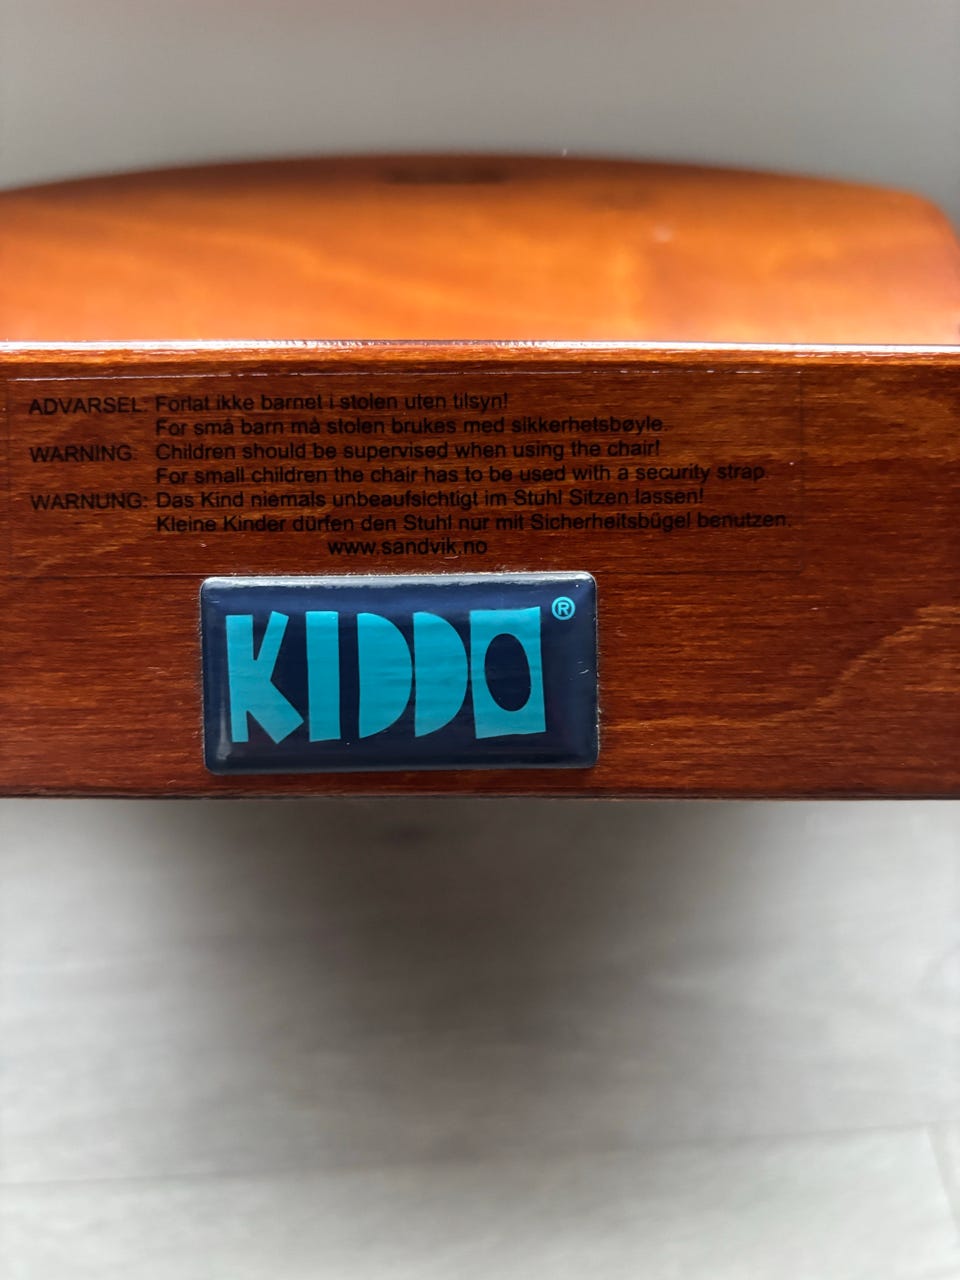 ADVARSEL: Forlat ikke barnet i stolen uten tilsyn!
For små barn må stolen brukes med sikkerhetsbøyle.
WARNING: Children should be supervised when using the chair!
For small children the chair has to be used with a security strap.
WARNUNG: Das Kind niemals unbeaufsichtigt im Stuhl Sitzen lassen!
Kleine Kinder dürfen den Stuhl nur mit Sicherheitsbügel benutzen.
www.sandvik.no
KIDDO®